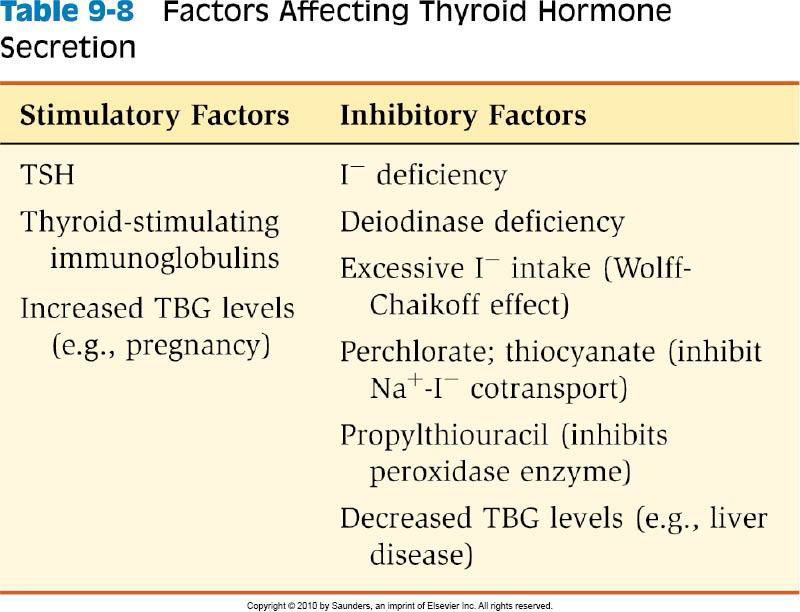 Table 9-8 Factors Affecting Thyroid Hormone
Secretion
Stimulatory Factors
TSH
Thyroid-stimulating
immunoglobulins
Increased TBG levels
(e.g., pregnancy)
Inhibitory Factors
I⁻ deficiency
Deiodinase deficiency
Excessive I⁻ intake (Wolff-
Chaikoff effect)
Perchlorate; thiocyanate (inhibit
Na⁺-I⁻ cotransport)
Propylthiouracil (inhibits
peroxidase enzyme)
Decreased TBG levels (e.g., liver
disease)
Copyright © 2010 by Saunders, an imprint of Elsevier Inc. All rights reserved.